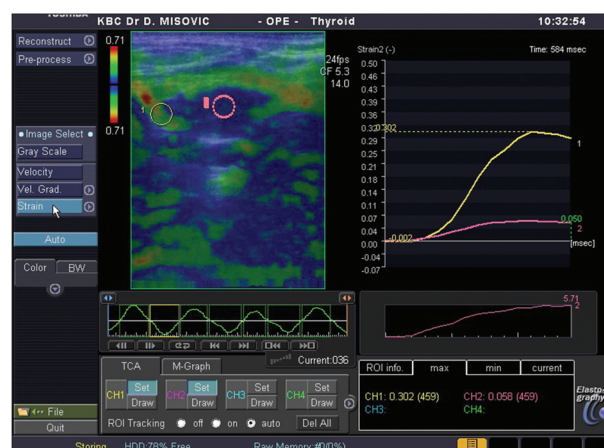 TOSHIBA
KBC Dr D. MISOVIC - OPE - Thyroid 10:32:54
Reconstruct
Pre-process
Image Select
Gray Scale
Velocity
Vel. Grad.
Strain
Auto
Color BW
0.71
0.71
24fps
CF 5.3
14.0
1
Strain2 (-) Time: 584 msec
0.50
0.46
0.43
0.39
0.36
0.32 0.302
0.29
0.25 1
0.21
0.18
0.14
0.11
0.07 0.050
0.04 2
0.00 -0.002 [msec]
-0.04
-0.07
5.71
2
Current:036
TCA M-Graph
CH1 Set Draw CH2 Set Draw CH3 Set Draw CH4 Set Draw
ROI Tracking off on auto Del All
ROI info. max min current
CH1: 0.302 (459) CH2: 0.058 (459)
CH3: CH4:
Elasto-
graphy
File
Quit
Storing HDD:78% Free Raw Memory:#0(0%)